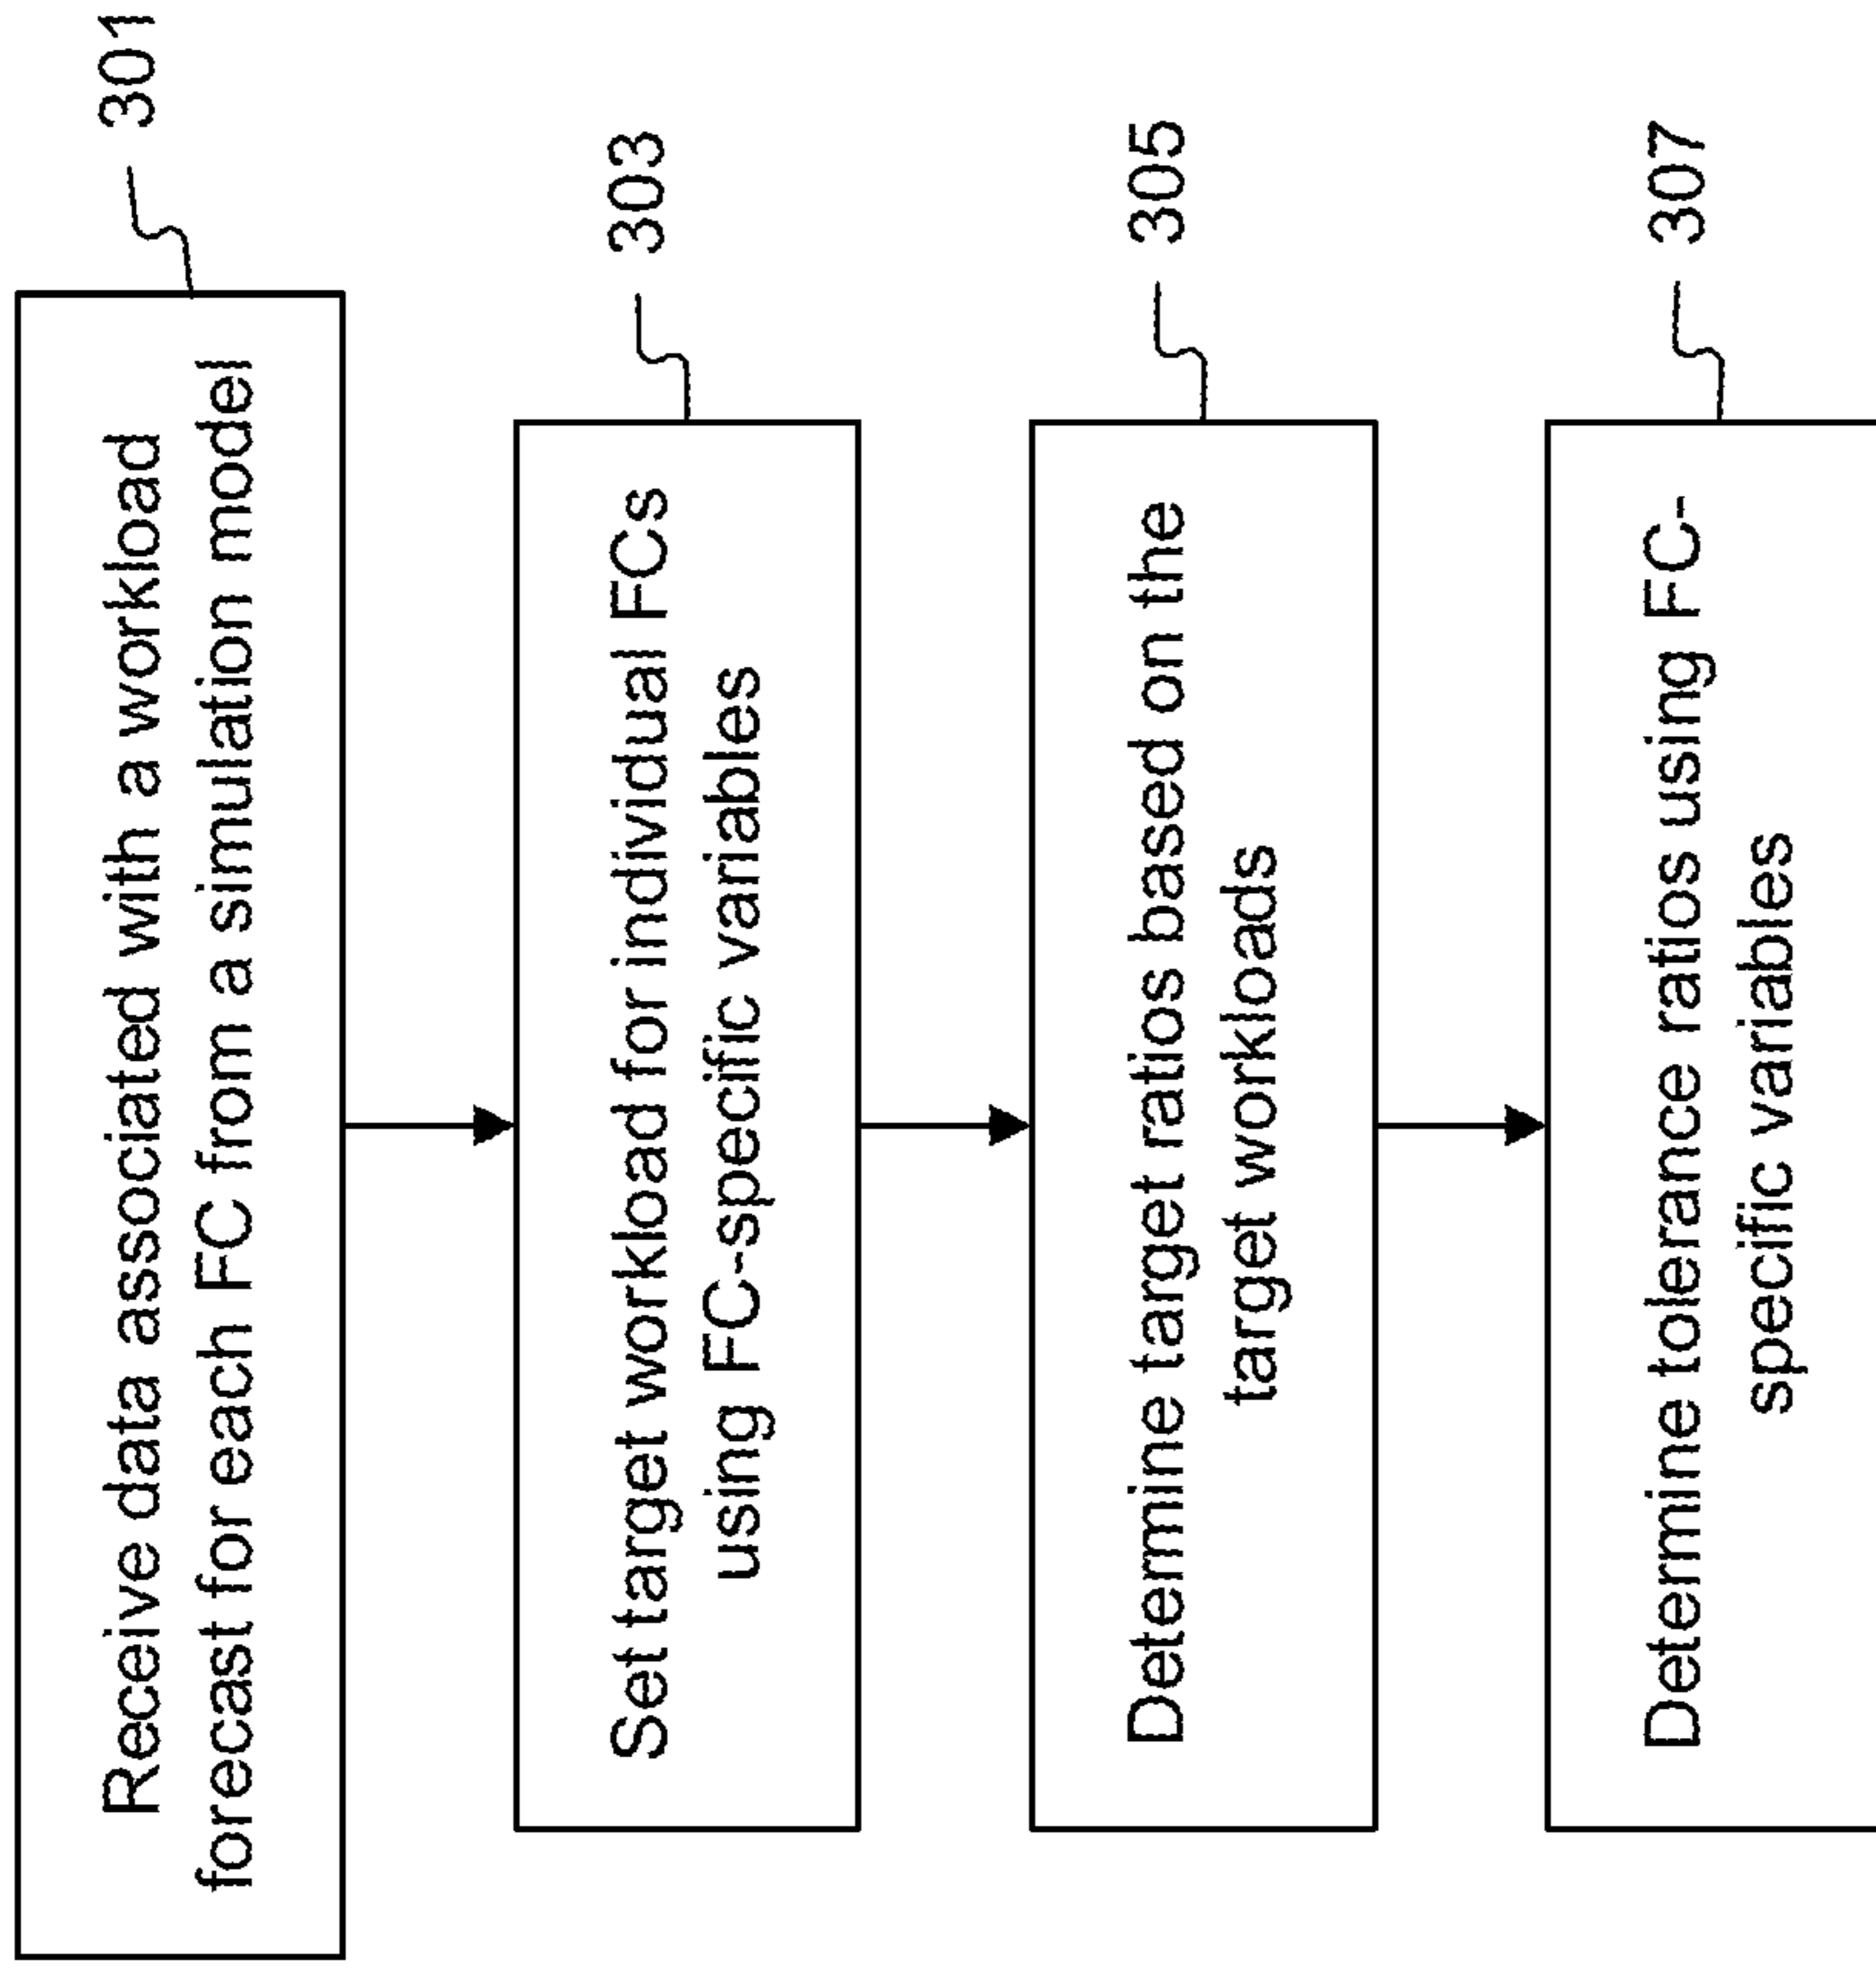 301
Receive data associated with a workload
forecast for each FC from a simulation model
303
Set target workload for individual FCs
using FC-specific variables
305
Determine target ratios based on the
target workloads
307
Determine tolerance ratios using FC-
specific variables